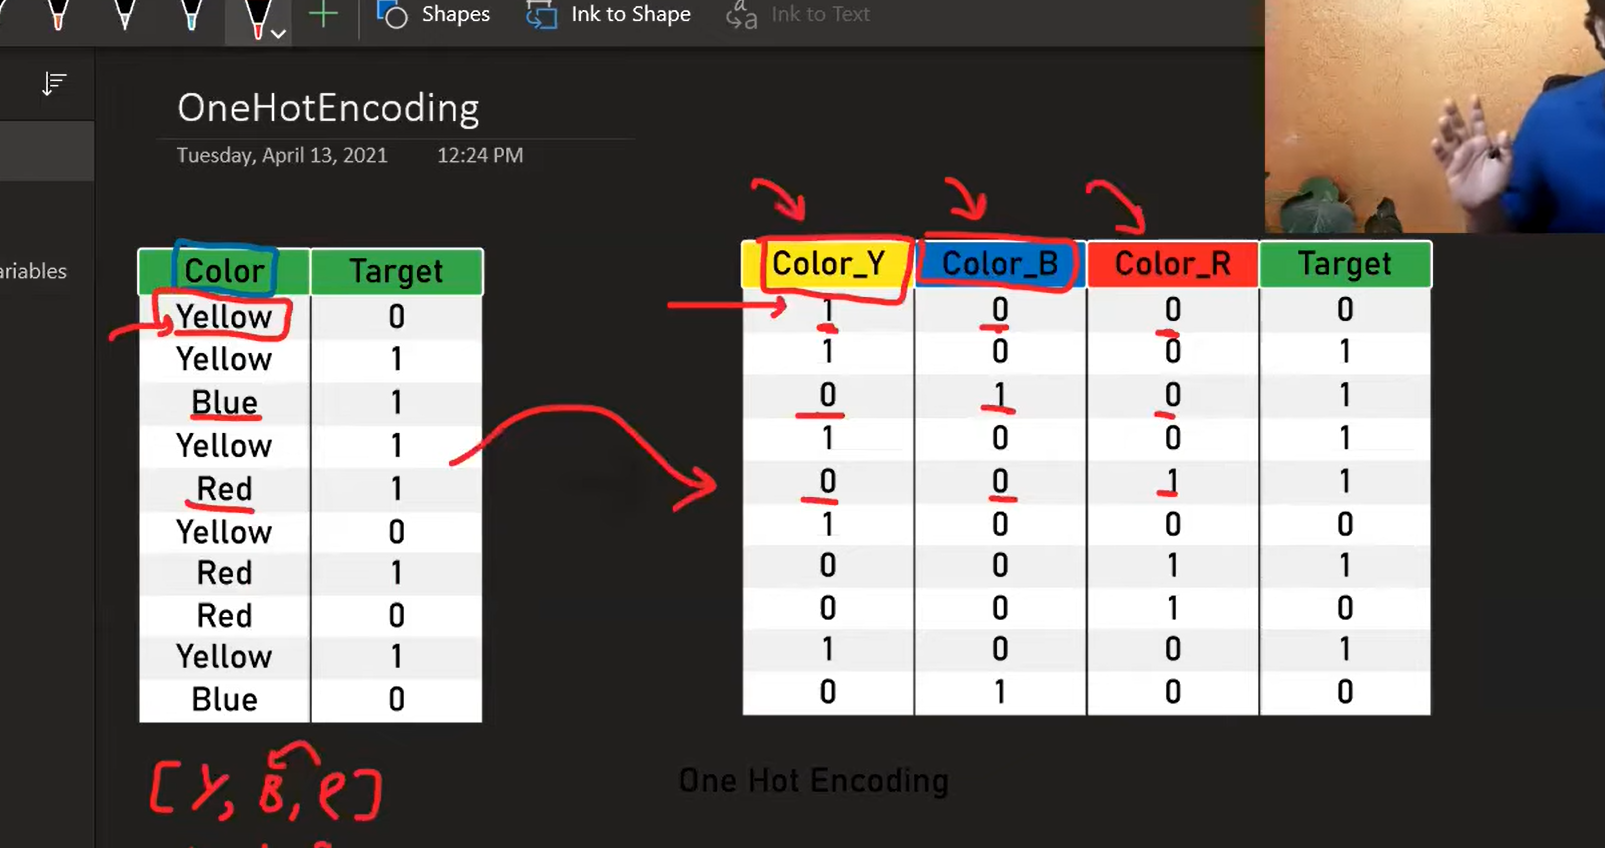 Shapes Ink to Shape Ink to Text
OneHotEncoding
Tuesday, April 13, 2021 12:24 PM
ariables
Color Target
Yellow 0
Yellow 1
Blue 1
Yellow 1
Red 1
Yellow 0
Red 1
Red 0
Yellow 1
Blue 0
[Y, B, R]
Color_Y Color_B Color_R Target
1 0 0 0
1 0 0 1
0 1 0 1
1 0 0 1
0 0 1 1
1 0 0 0
0 0 1 1
0 0 1 0
1 0 0 1
0 1 0 0
One Hot Encoding